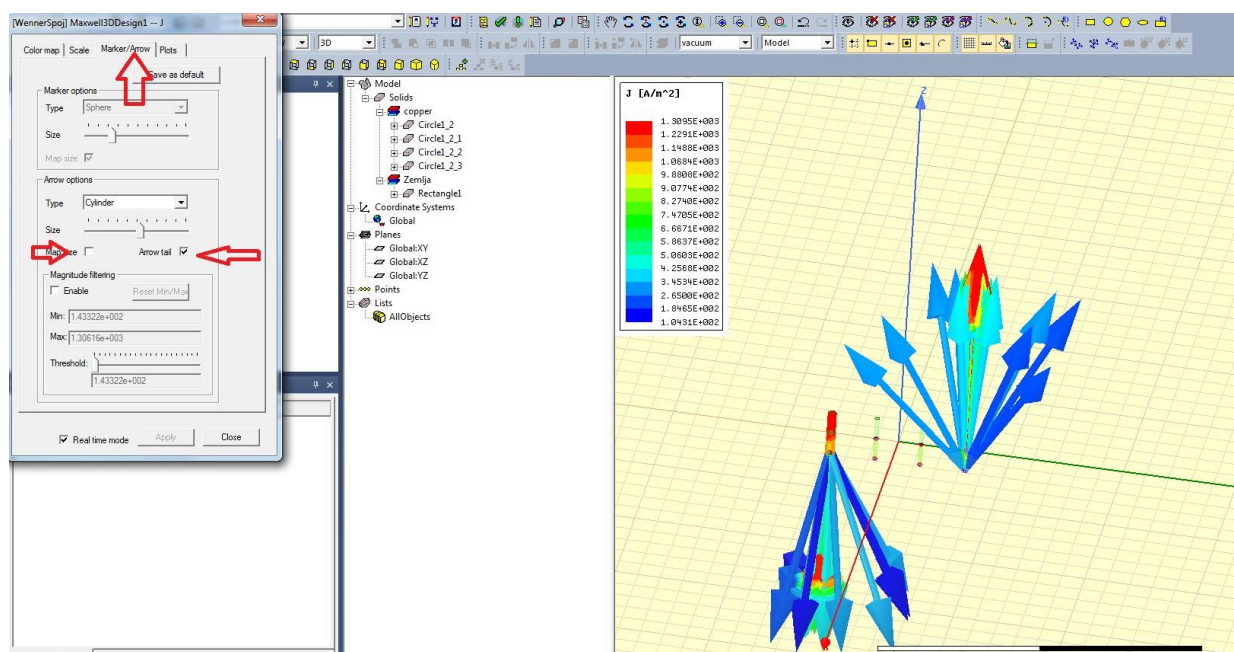 [WennerSpoj] Maxwell3DDesign1 -- J
Color map Scale Marker/Arrow Plots
Save as default
Marker options
Type Sphere
Size
Map size
Arrow options
Type Cylinder
Size
Map size Arrow tail
Magnitude filtering
Enable Reset Min/Max
Min: 1.43322e+002
Max: 1.30616e+003
Threshold:
1.43322e+002
Real time mode Apply Close
3D
vacuum
Model
Model
Solids
copper
Circle1_2
Circle1_2_1
Circle1_2_2
Circle1_2_3
Zemlja
Rectangle1
Coordinate Systems
Global
Planes
Global:XY
Global:XZ
Global:YZ
Points
Lists
AllObjects
J [A/m^2]
1.3095E+003
1.2291E+003
1.1488E+003
1.0684E+003
9.8808E+002
9.0774E+002
8.2740E+002
7.4705E+002
6.6671E+002
5.8637E+002
5.0603E+002
4.2568E+002
3.4534E+002
2.6500E+002
1.8465E+002
1.0431E+002
Z